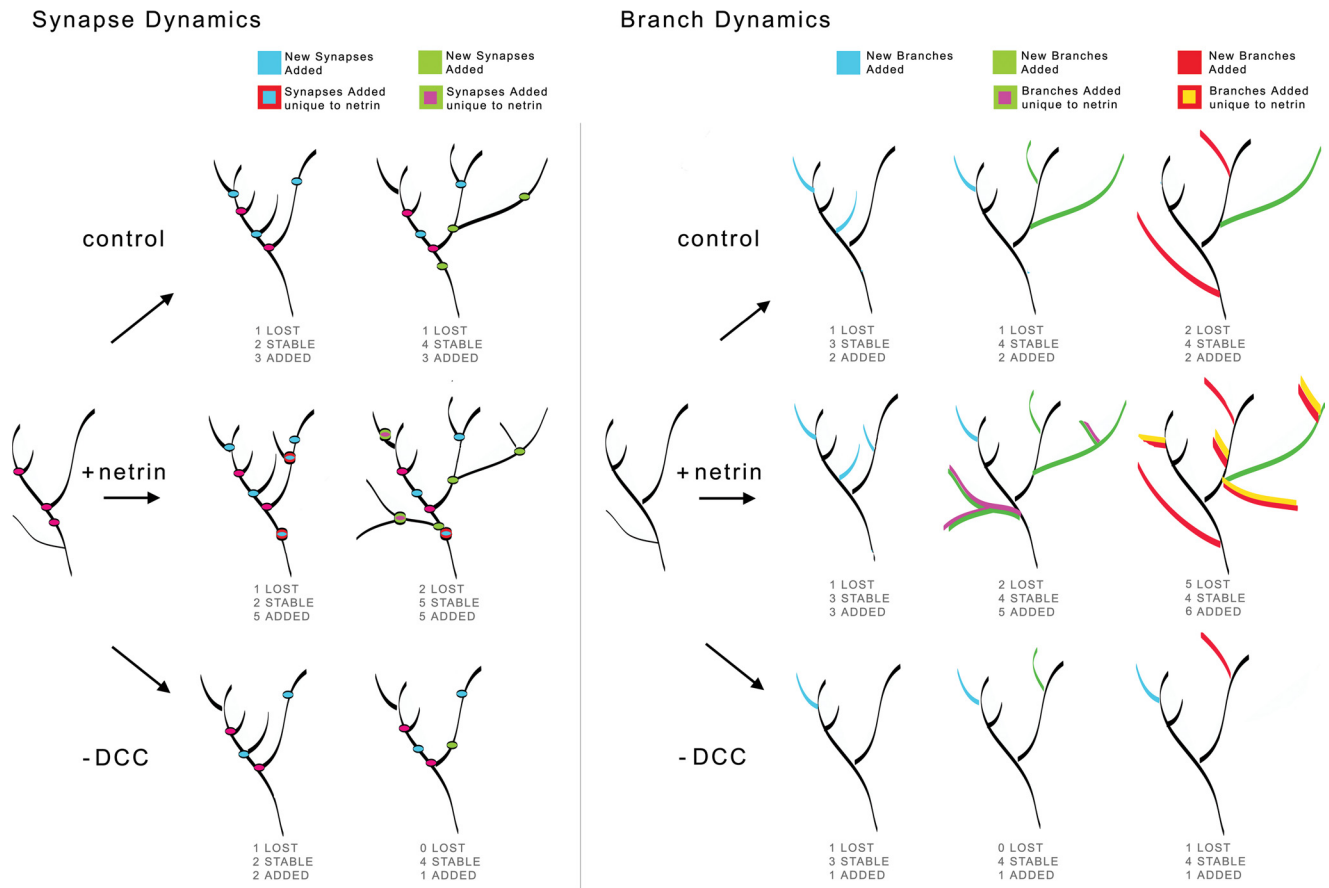 Synapse Dynamics
New Synapses
Added
New Synapses
Added
Synapses Added
unique to netrin
Synapses Added
unique to netrin
control
1 LOST
2 STABLE
3 ADDED
1 LOST
4 STABLE
3 ADDED
+netrin
1 LOST
2 STABLE
5 ADDED
2 LOST
5 STABLE
5 ADDED
-DCC
1 LOST
2 STABLE
2 ADDED
0 LOST
4 STABLE
1 ADDED
Branch Dynamics
New Branches
Added
New Branches
Added
New Branches
Added
Branches Added
unique to netrin
Branches Added
unique to netrin
control
1 LOST
3 STABLE
2 ADDED
1 LOST
4 STABLE
2 ADDED
2 LOST
4 STABLE
2 ADDED
+netrin
1 LOST
3 STABLE
3 ADDED
2 LOST
4 STABLE
5 ADDED
5 LOST
4 STABLE
6 ADDED
-DCC
1 LOST
3 STABLE
1 ADDED
0 LOST
4 STABLE
1 ADDED
1 LOST
4 STABLE
1 ADDED